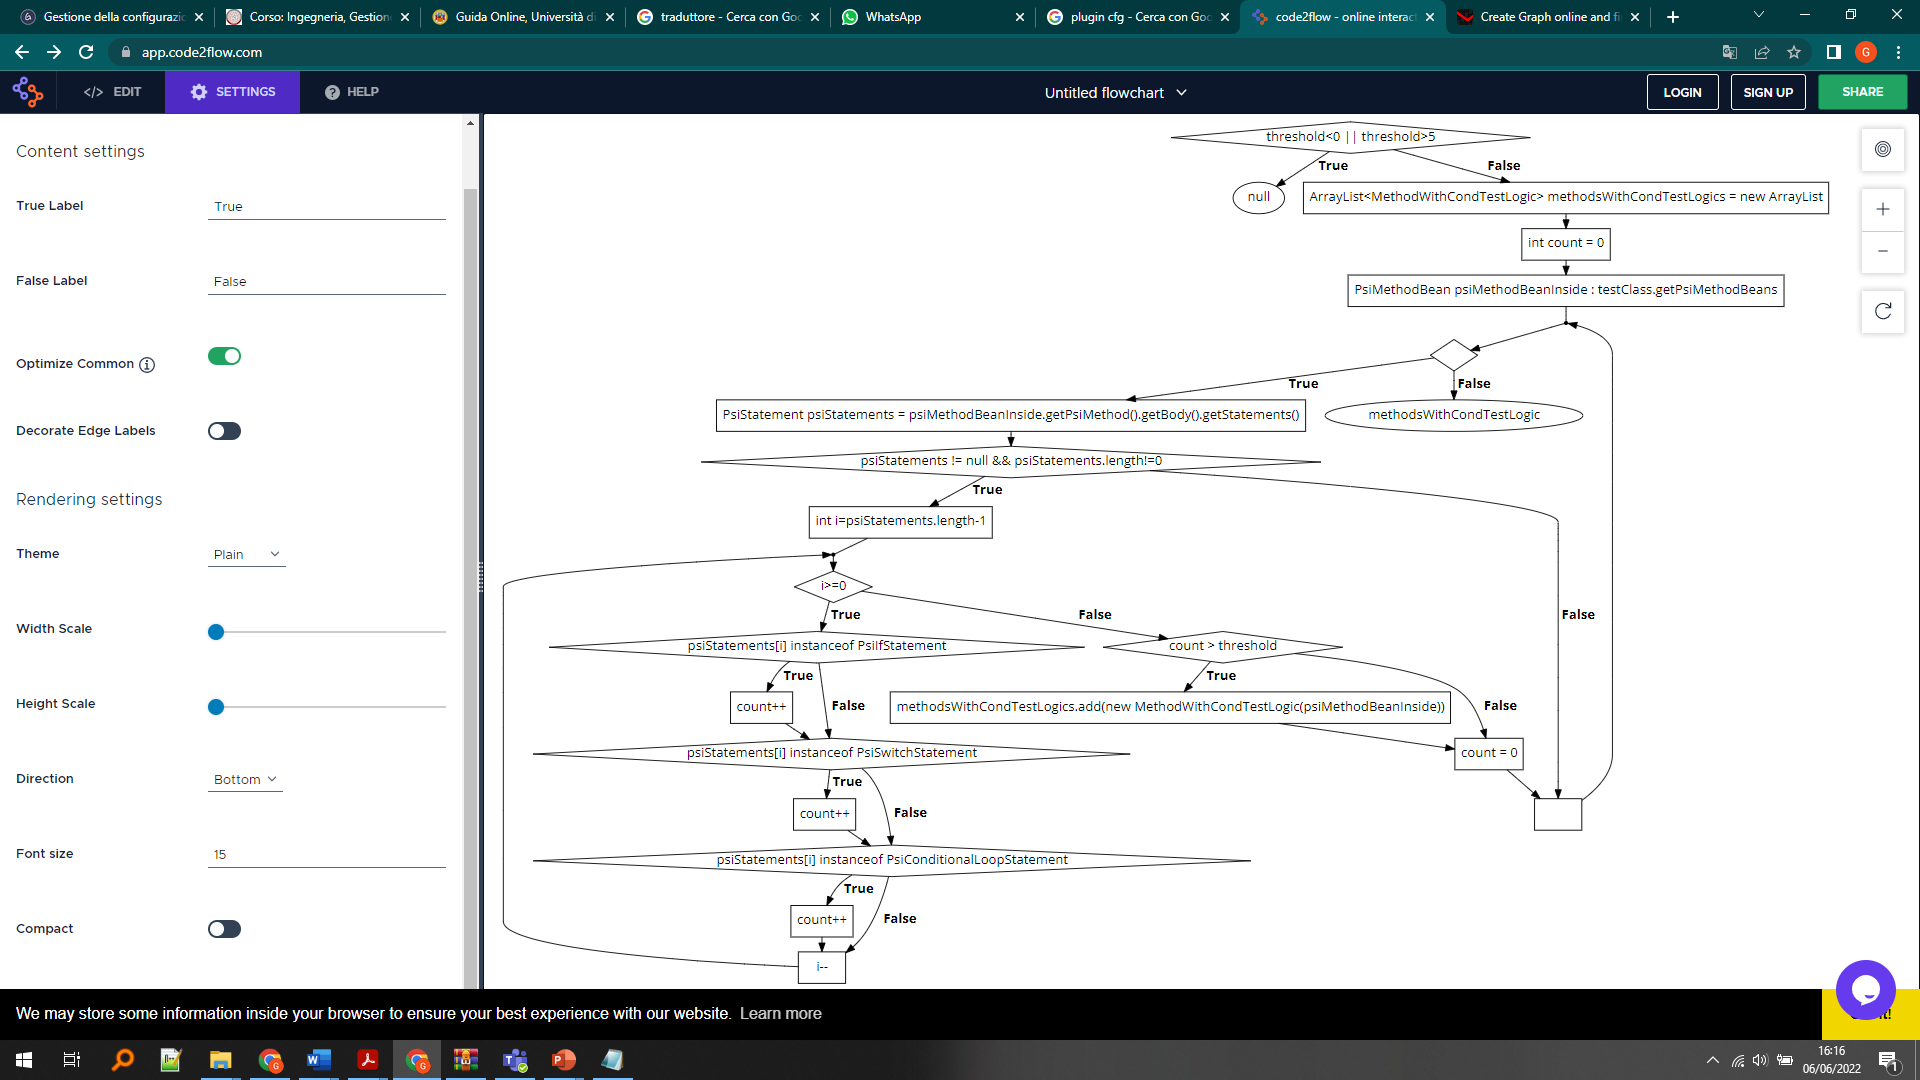 Gestione della configurazi
Corso: Ingegneria, Gestion
Guida Online, Università di
traduttore - Cerca con Goo
WhatsApp
plugin cfg - Cerca con Goo
code2flow - online interac
Create Graph online and fi
app.code2flow.com
G
</> EDIT
SETTINGS
HELP
Untitled flowchart
LOGIN
SIGN UP
SHARE
Content settings
True Label
True
False Label
False
Optimize Common
Decorate Edge Labels
Rendering settings
Theme
Plain
Width Scale
Height Scale
Direction
Bottom
Font size
15
Compact
threshold<0 || threshold>5
True
False
null
ArrayList<MethodWithCondTestLogic> methodsWithCondTestLogics = new ArrayList
int count = 0
PsiMethodBean psiMethodBeanInside : testClass.getPsiMethodBeans
True
False
PsiStatement psiStatements = psiMethodBeanInside.getPsiMethod().getBody().getStatements()
methodsWithCondTestLogic
psiStatements != null && psiStatements.length!=0
True
int i=psiStatements.length-1
i>=0
True
False
False
psiStatements[i] instanceof PsiIfStatement
count > threshold
True
True
count++
False
methodsWithCondTestLogics.add(new MethodWithCondTestLogic(psiMethodBeanInside))
False
psiStatements[i] instanceof PsiSwitchStatement
count = 0
True
count++
False
psiStatements[i] instanceof PsiConditionalLoopStatement
True
count++
False
i--
We may store some information inside your browser to ensure your best experience with our website. Learn more
16:16
06/06/2022
1